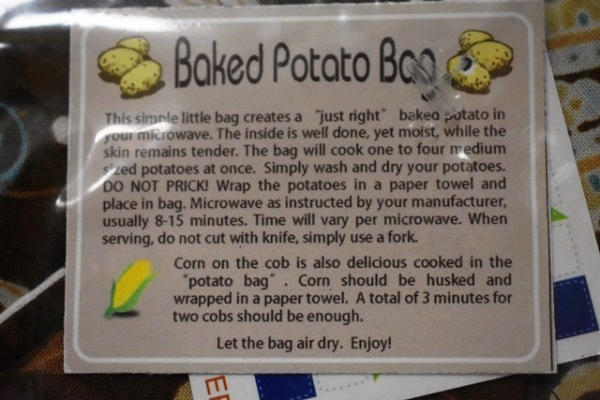 Baked Potato Bag
This simple little bag creates a "just right" baked potato in
your microwave. The inside is well done, yet moist, while the
skin remains tender. The bag will cook one to four medium
sized potatoes at once. Simply wash and dry your potatoes.
DO NOT PRICK! Wrap the potatoes in a paper towel and
place in bag. Microwave as instructed by your manufacturer,
usually 8-15 minutes. Time will vary per microwave. When
serving, do not cut with knife, simply use a fork.
Corn on the cob is also delicious cooked in the
"potato bag" . Corn should be husked and
wrapped in a paper towel. A total of 3 minutes for
two cobs should be enough.
Let the bag air dry. Enjoy!